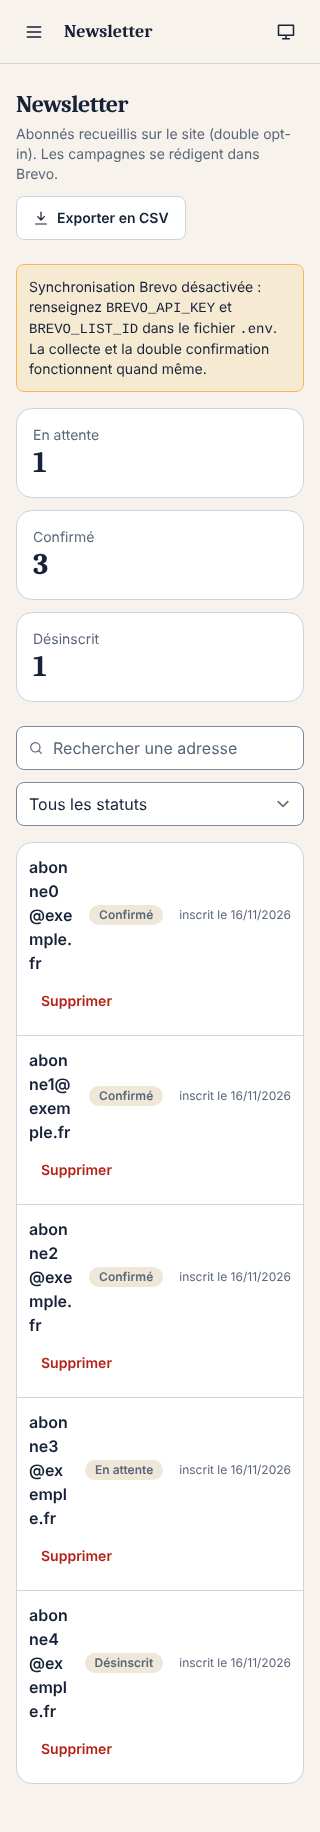 Newsletter
Newsletter
Abonnés recueillis sur le site (double opt-
in). Les campagnes se rédigent dans
Brevo.
Exporter en CSV
Synchronisation Brevo désactivée :
renseignez BREVO_API_KEY et
BREVO_LIST_ID dans le fichier .env.
La collecte et la double confirmation
fonctionnent quand même.
En attente
1
Confirmé
3
Désinscrit
1
Rechercher une adresse
Tous les statuts
abon
ne0
@exe
mple.
fr
Confirmé
inscrit le 16/11/2026
Supprimer
abon
ne1@
exem
ple.fr
Confirmé
inscrit le 16/11/2026
Supprimer
abon
ne2
@exe
mple.
fr
Confirmé
inscrit le 16/11/2026
Supprimer
abon
ne3
@ex
empl
e.fr
En attente
inscrit le 16/11/2026
Supprimer
abon
ne4
@ex
empl
e.fr
Désinscrit
inscrit le 16/11/2026
Supprimer